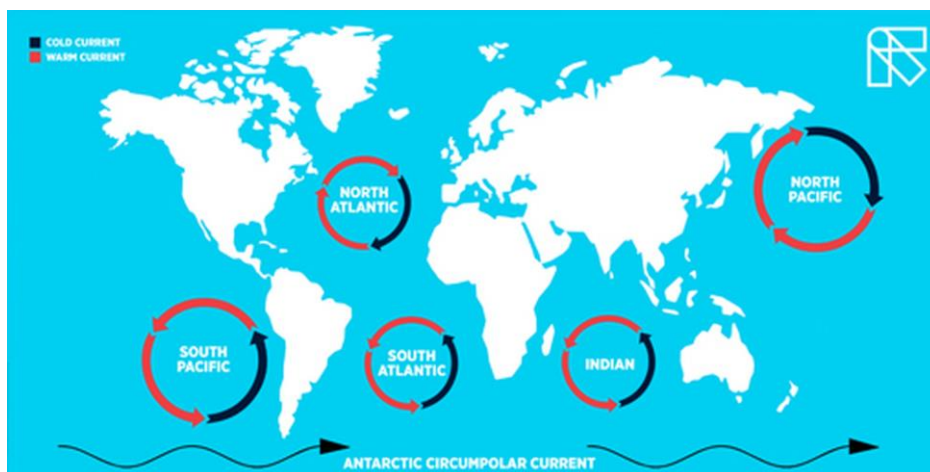 COLD CURRENT
WARM CURRENT
NORTH
ATLANTIC
NORTH
PACIFIC
SOUTH
PACIFIC
SOUTH
ATLANTIC
INDIAN
ANTARCTIC CIRCUMPOLAR CURRENT